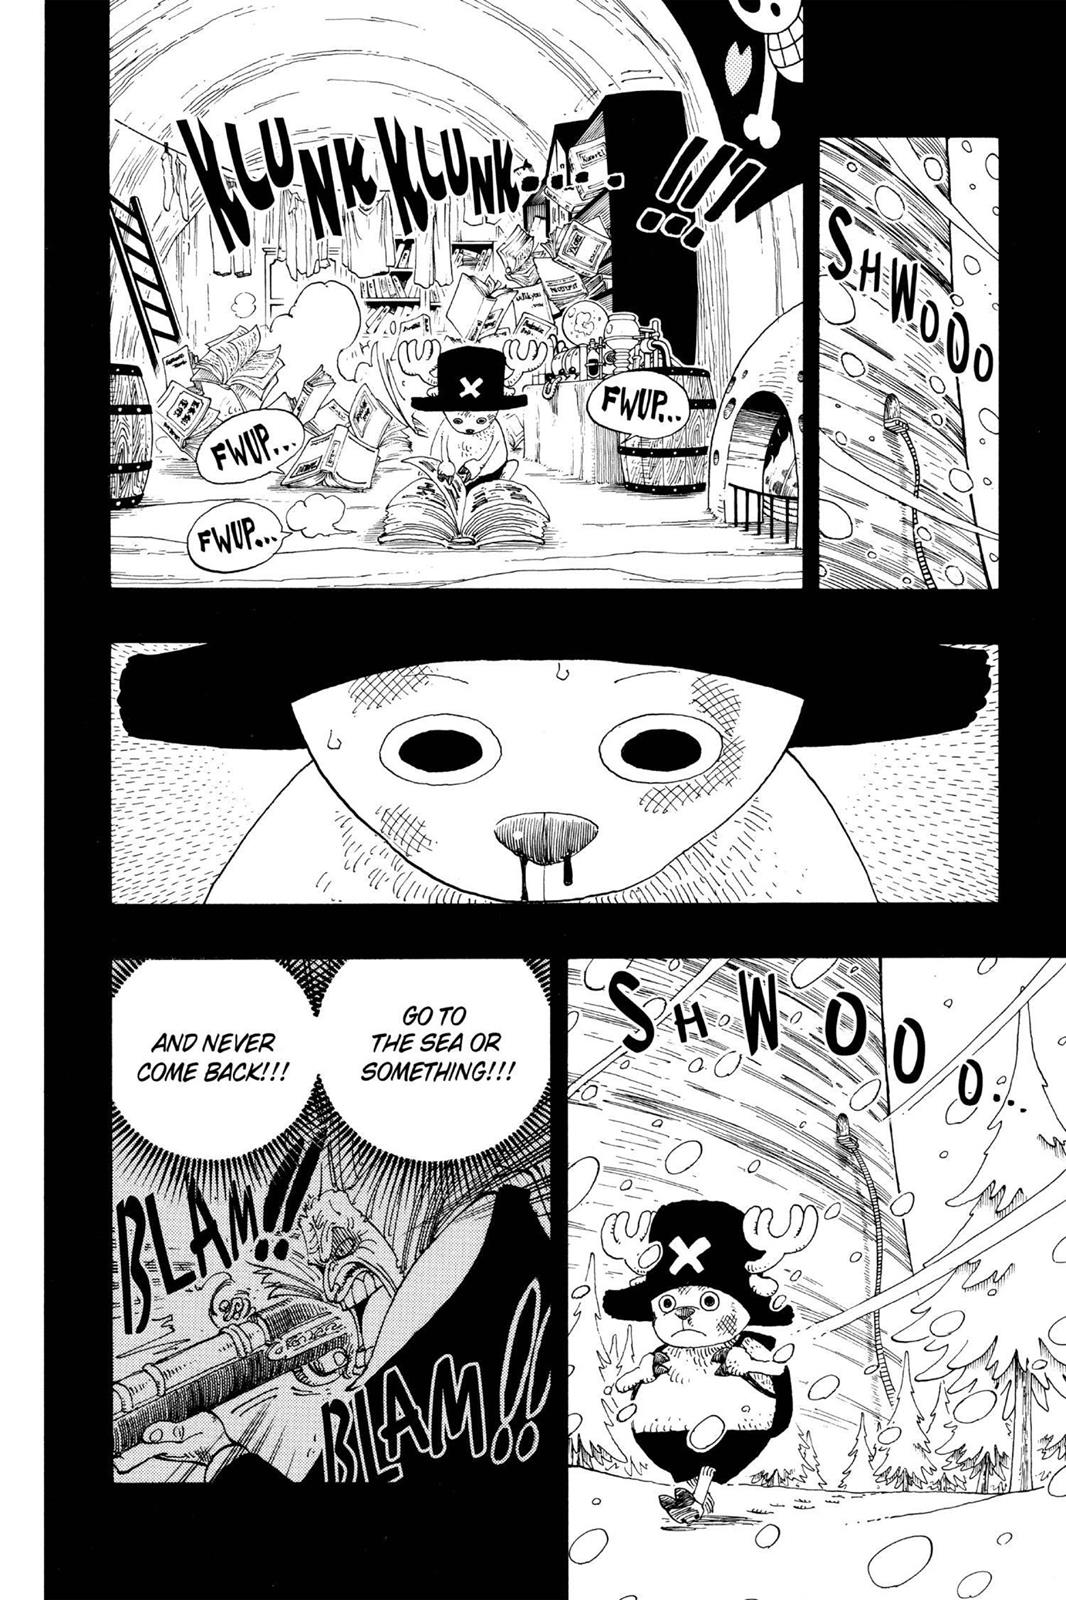 SHWOOO
KLUNK KLUNK....
!!!!!
FWUP...
FWUP...
FWUP...
SHWOOO...
GO TO
THE SEA OR
SOMETHING!!!
AND NEVER
COME BACK!!!
BLAM!!
BLAM!!